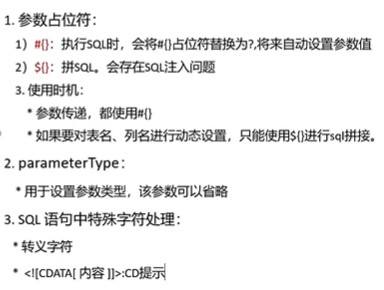 1. 参数占位符：
1）#{}：执行SQL时，会将#{}占位符替换为?,将来自动设置参数值
2）${}：拼SQL。会存在SQL注入问题
3. 使用时机：
* 参数传递，都使用#{}
* 如果要对表名、列名进行动态设置，只能使用${}进行sql拼接。
2. parameterType：
* 用于设置参数类型，该参数可以省略
3. SQL 语句中特殊字符处理：
* 转义字符
* <![CDATA[ 内容 ]]>:CD提示